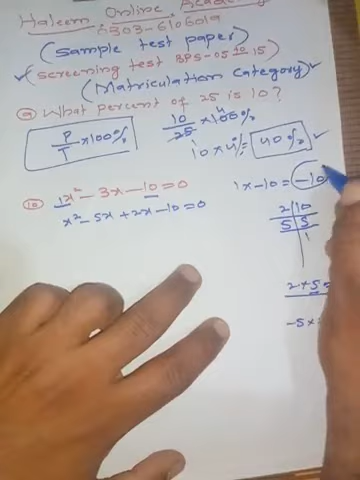 Haleem Online Academy
0303-6106019
(Sample test paper)
(Screening test BPS-05 to 15)
(Matriculation Category)
9 What percent of 25 is 10?
P/T ×100%
10/25 ×100%
4
10×4%= 40%
10 1x² - 3x - 10 = 0
x² - 5x + 2x - 10 = 0
1x-10 = -10
2|10
5|5
1
2+5
-5×